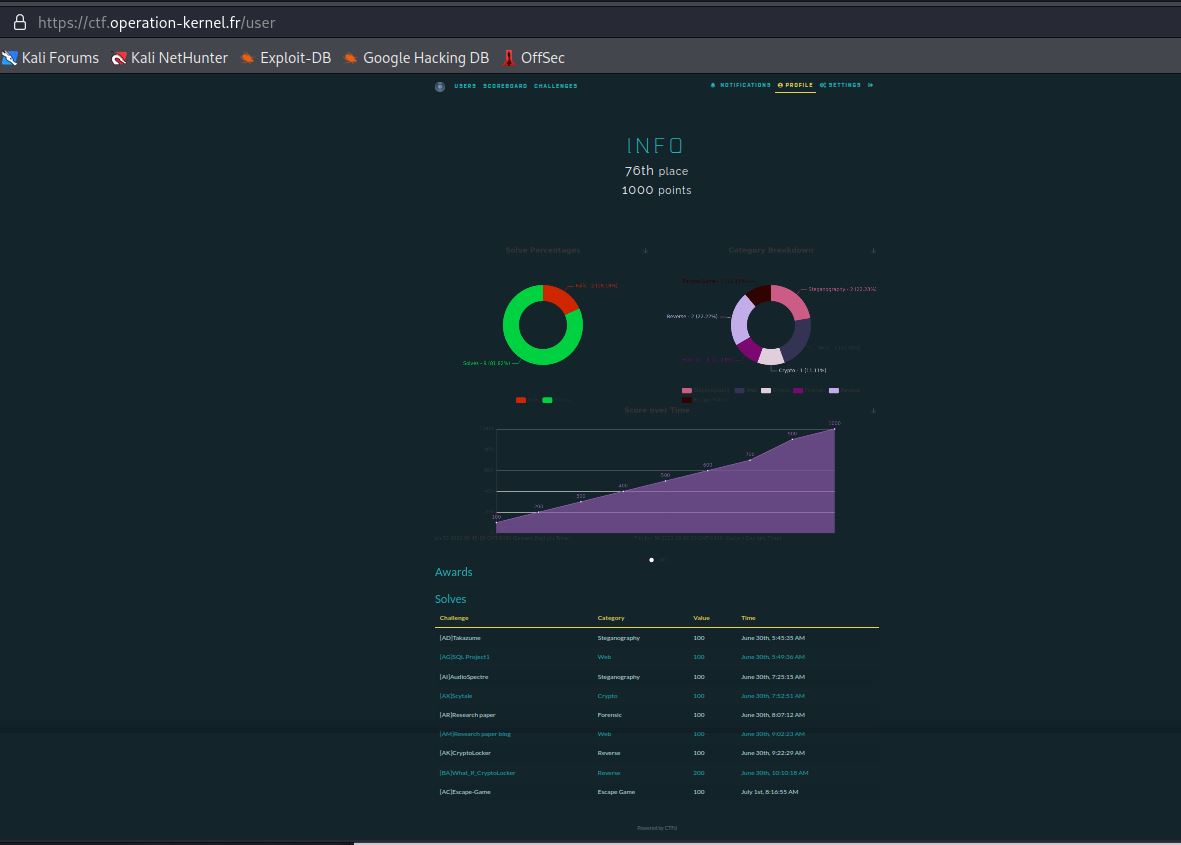 https://ctf.operation-kernel.fr/user
Kali Forums Kali NetHunter Exploit-DB Google Hacking DB OffSec
USERS SCOREBOARD CHALLENGES NOTIFICATIONS PROFILE SETTINGS
INFO
76th place
1000 points
Solve Percentages Category Breakdown
Steganography - 2 (22.22%)
Reverse - 2 (22.22%)
Solves - 9 (81.82%)
Crypto - 1 (11.11%)
Score over Time
1000
900
700
600
500
400
300
200
100
Awards
Solves
Challenge Category Value Time
[AD]Takazume Steganography 100 June 30th, 5:45:35 AM
[AG]SQL Project1 Web 100 June 30th, 5:49:36 AM
[AI]AudioSpectre Steganography 100 June 30th, 7:25:15 AM
[AX]Scytale Crypto 100 June 30th, 7:52:51 AM
[AR]Research paper Forensic 100 June 30th, 8:07:12 AM
[AM]Research paper blog Web 100 June 30th, 9:02:23 AM
[AK]CryptoLocker Reverse 100 June 30th, 9:22:29 AM
[BA]What_If_CryptoLocker Reverse 200 June 30th, 10:10:18 AM
[AC]Escape-Game Escape Game 100 July 1st, 8:16:55 AM
Powered by CTFd